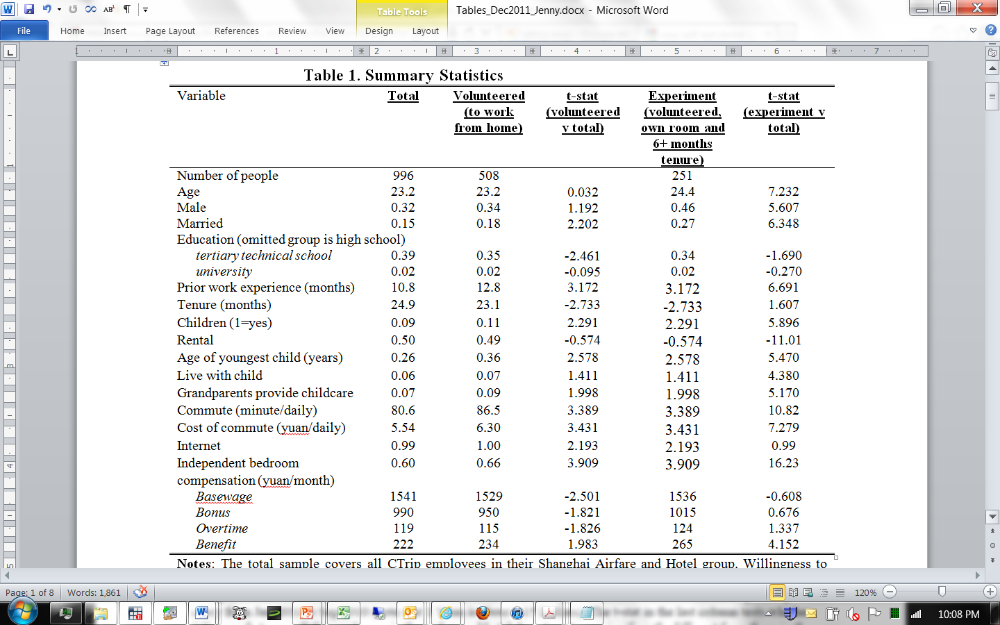 Table Tools
Tables_Dec2011_Jenny.docx - Microsoft Word
File Home Insert Page Layout References Review View Design Layout
1 1 2 3 4 5 6 7
Table 1. Summary Statistics
Variable Total Volunteered (to work from home) t-stat (volunteered v total) Experiment (volunteered, own room and 6+ months tenure) t-stat (experiment v total)
Number of people 996 508 251
Age 23.2 23.2 0.032 24.4 7.232
Male 0.32 0.34 1.192 0.46 5.607
Married 0.15 0.18 2.202 0.27 6.348
Education (omitted group is high school)
tertiary technical school 0.39 0.35 -2.461 0.34 -1.690
university 0.02 0.02 -0.095 0.02 -0.270
Prior work experience (months) 10.8 12.8 3.172 3.172 6.691
Tenure (months) 24.9 23.1 -2.733 -2.733 1.607
Children (1=yes) 0.09 0.11 2.291 2.291 5.896
Rental 0.50 0.49 -0.574 -0.574 -11.01
Age of youngest child (years) 0.26 0.36 2.578 2.578 5.470
Live with child 0.06 0.07 1.411 1.411 4.380
Grandparents provide childcare 0.07 0.09 1.998 1.998 5.170
Commute (minute/daily) 80.6 86.5 3.389 3.389 10.82
Cost of commute (yuan/daily) 5.54 6.30 3.431 3.431 7.279
Internet 0.99 1.00 2.193 2.193 0.99
Independent bedroom 0.60 0.66 3.909 3.909 16.23
compensation (yuan/month)
Basewage 1541 1529 -2.501 1536 -0.608
Bonus 990 950 -1.821 1015 0.676
Overtime 119 115 -1.826 124 1.337
Benefit 222 234 1.983 265 4.152
Notes: The total sample covers all CTrip employees in their Shanghai Airfare and Hotel group. Willingness to
Page: 1 of 8 Words: 1,861 120%
10:08 PM